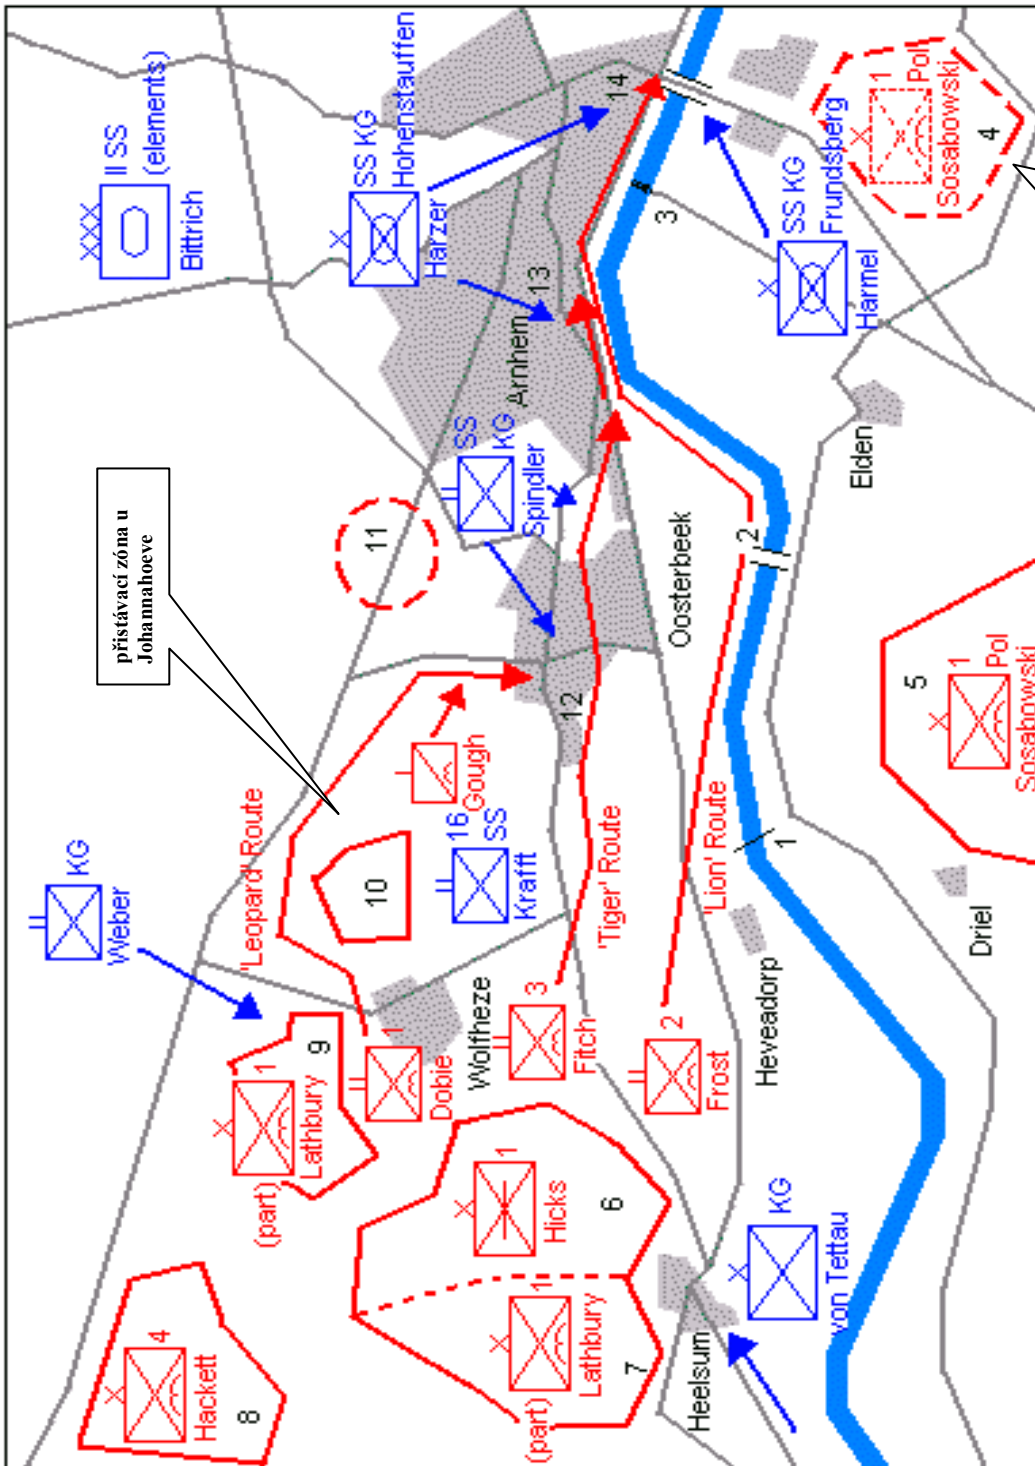 přistávací zóna u
Johannahoeve
II SS
(elements)
XXX
Bittrich
X
SS KG
Hohenstauffen
Harzer
14
13
Arnhem
3
X
SS KG
Frundsberg
Harmel
X
1
Pol
Sosabowski
4
SS
KG
Spindler
11
Oosterbeek
Elden
2
5
X
1
Pol
Sosabowski
Gough
12
16
SS
Krafft
10
'Leopard' Route
'Tiger' Route
'Lion' Route
KG
Weber
1
Driel
Heveadorp
Wolfheze
9
X
1
Lathbury
(part)
1
Dobie
3
Fitch
2
Frost
X
1
Hicks
6
X
1
Lathbury
(part)
7
X
4
Hackett
8
Heelsum
X
KG
von Tettau